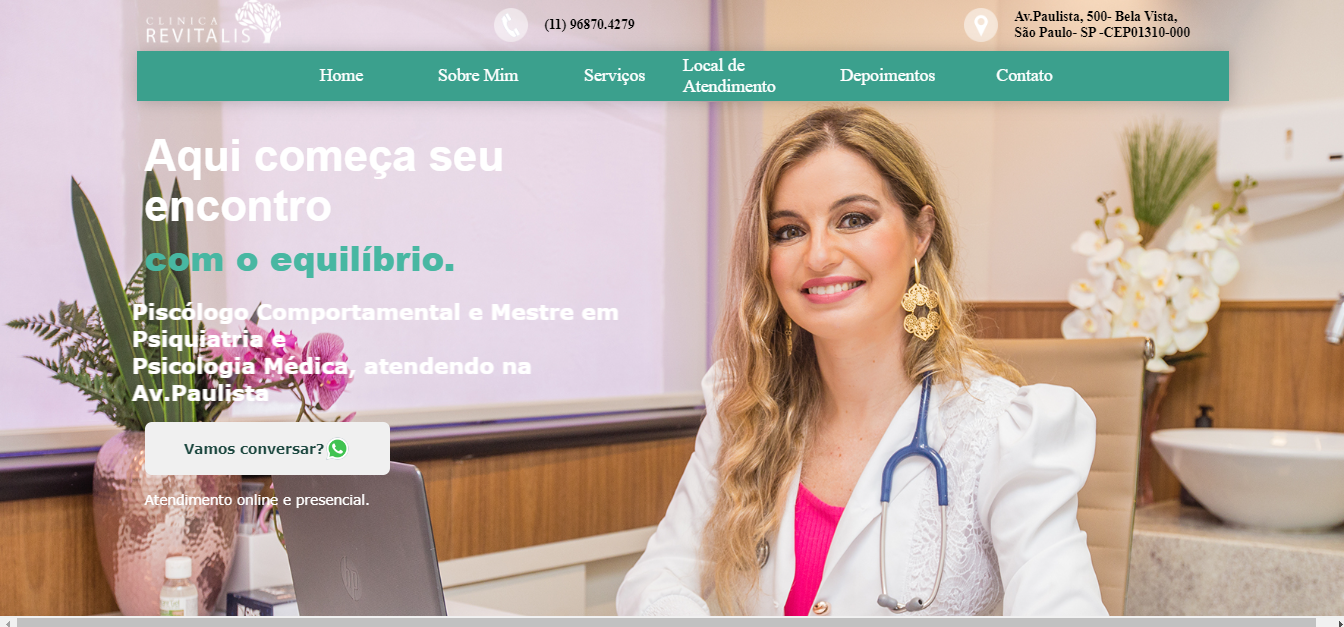 CLINICA
REVITALIS
(11) 96870.4279
Av.Paulista, 500- Bela Vista,
São Paulo- SP -CEP01310-000
Home
Sobre Mim
Serviços
Local de
Atendimento
Depoimentos
Contato
Aqui começa seu
encontro
com o equilíbrio.
Piscólogo Comportamental e Mestre em
Psiquiatria e
Psicologia Médica, atendendo na
Av.Paulista
Vamos conversar?
Atendimento online e presencial.